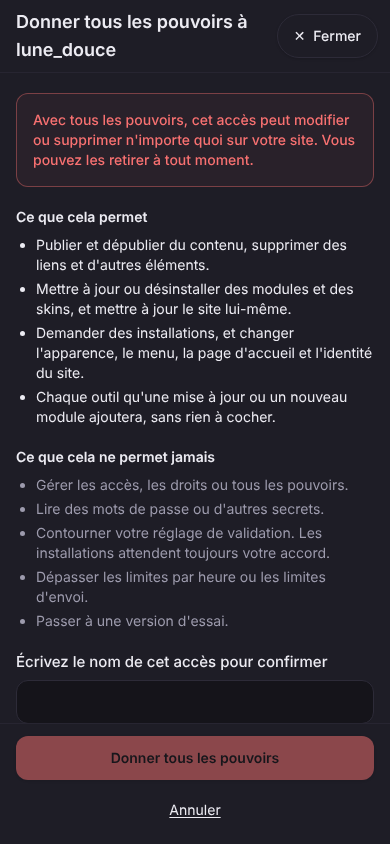 Donner tous les pouvoirs à
lune_douce
✕ Fermer
Avec tous les pouvoirs, cet accès peut modifier
ou supprimer n'importe quoi sur votre site. Vous
pouvez les retirer à tout moment.
Ce que cela permet
• Publier et dépublier du contenu, supprimer des
liens et d'autres éléments.
• Mettre à jour ou désinstaller des modules et des
skins, et mettre à jour le site lui-même.
• Demander des installations, et changer
l'apparence, le menu, la page d'accueil et l'identité
du site.
• Chaque outil qu'une mise à jour ou un nouveau
module ajoutera, sans rien à cocher.
Ce que cela ne permet jamais
• Gérer les accès, les droits ou tous les pouvoirs.
• Lire des mots de passe ou d'autres secrets.
• Contourner votre réglage de validation. Les
installations attendent toujours votre accord.
• Dépasser les limites par heure ou les limites
d'envoi.
• Passer à une version d'essai.
Écrivez le nom de cet accès pour confirmer
Donner tous les pouvoirs
Annuler